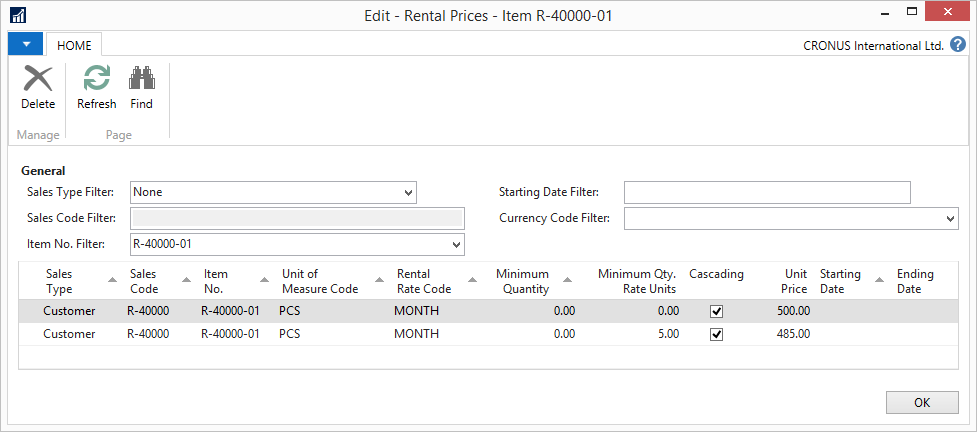 Edit - Rental Prices - Item R-40000-01
HOME
CRONUS International Ltd.
Delete
Refresh
Find
Manage
Page
General
Sales Type Filter: None
Starting Date Filter:
Sales Code Filter:
Currency Code Filter:
Item No. Filter: R-40000-01
Sales Type Sales Code Item No. Unit of Measure Code Rental Rate Code Minimum Quantity Minimum Qty. Rate Units Cascading Unit Price Starting Date Ending Date
Customer R-40000 R-40000-01 PCS MONTH 0.00 0.00 500.00
Customer R-40000 R-40000-01 PCS MONTH 0.00 5.00 485.00
OK